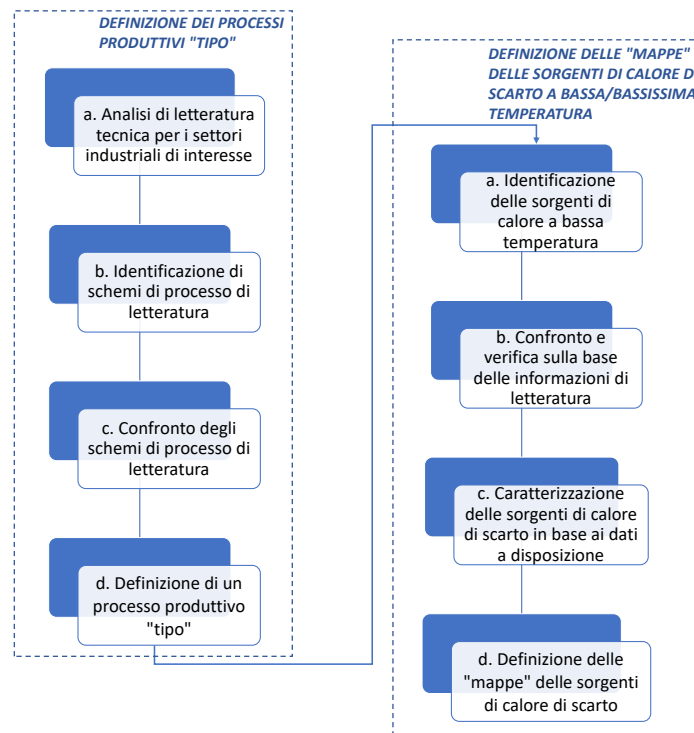 DEFINIZIONE DEI PROCESSI
PRODUTTIVI "TIPO"
a. Analisi di letteratura
tecnica per i settori
industriali di interesse
b. Identificazione di
schemi di processo di
letteratura
c. Confronto degli
schemi di processo di
letteratura
d. Definizione di un
processo produttivo
"tipo"
DEFINIZIONE DELLE "MAPPE"
DELLE SORGENTI DI CALORE D
SCARTO A BASSA/BASSISSIMA
TEMPERATURA
a. Identificazione
delle sorgenti di
calore a bassa
temperatura
b. Confronto e
verifica sulla base
delle informazioni di
letteratura
c. Caratterizzazione
delle sorgenti di calore
di scarto in base ai dati
a disposizione
d. Definizione delle
"mappe" delle sorgenti
di calore di scarto